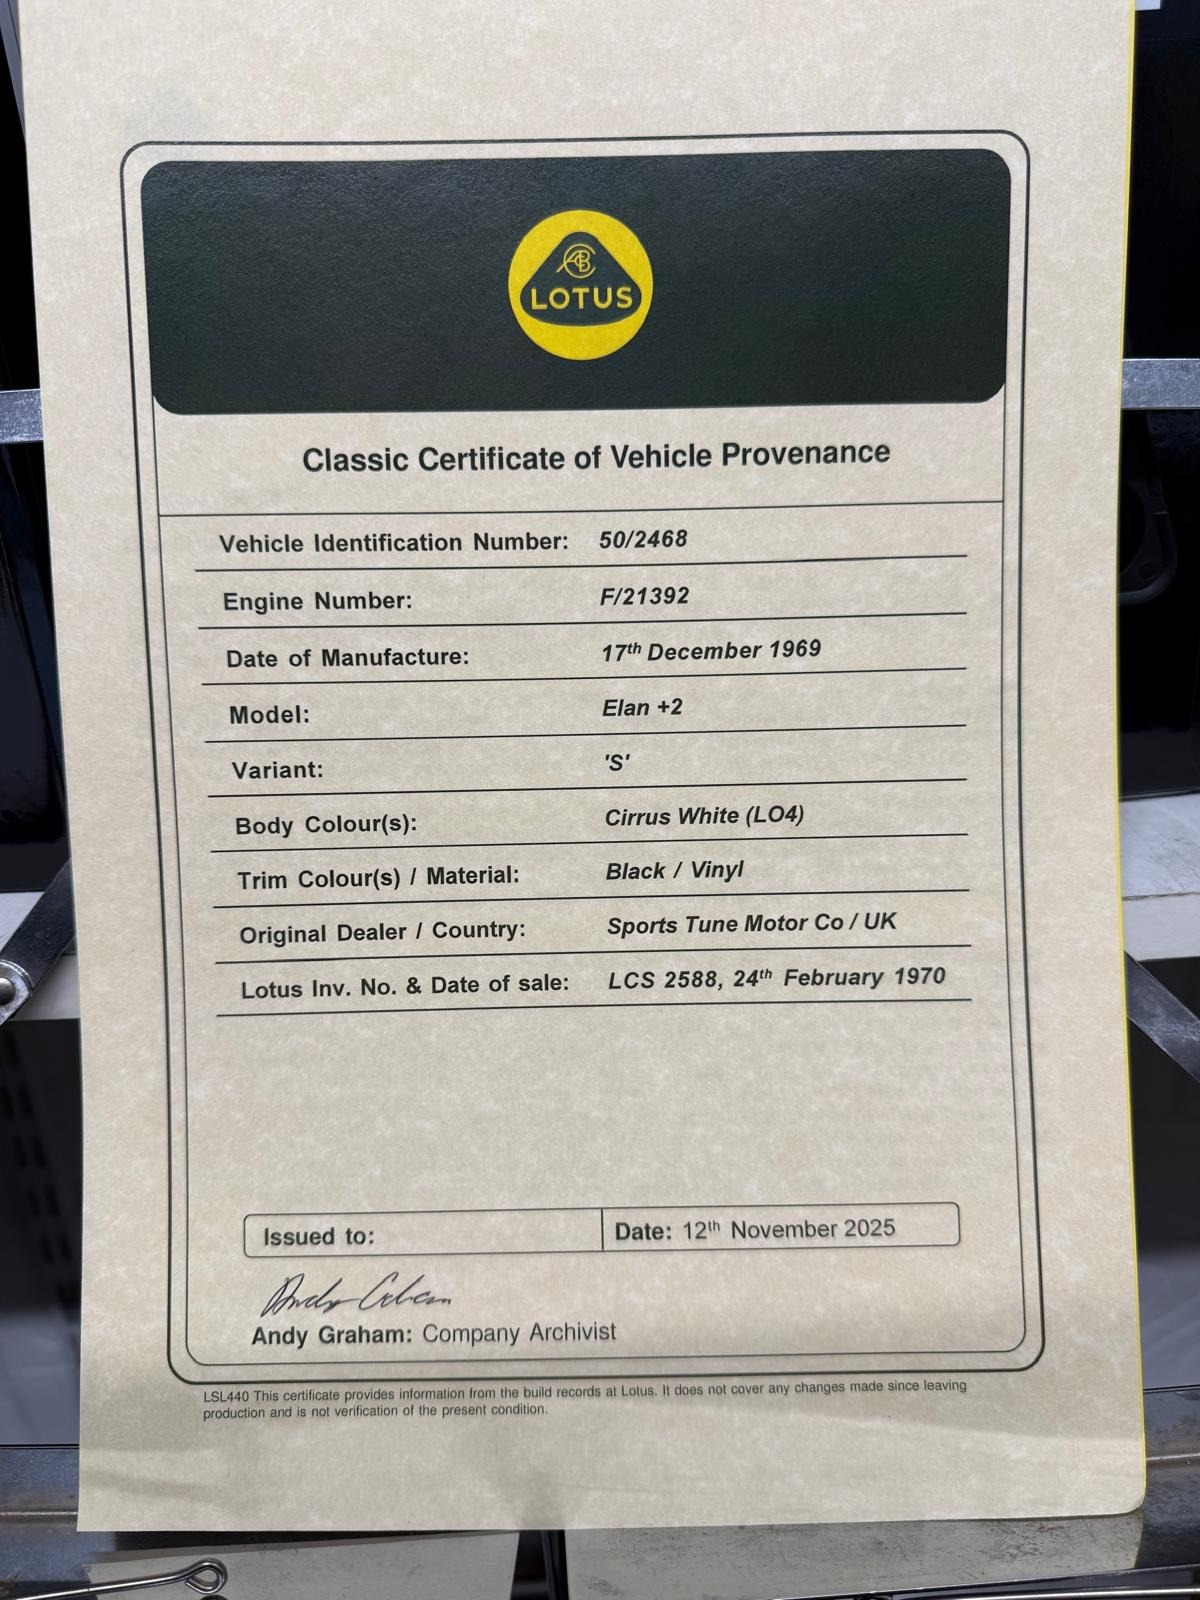 ACBC
LOTUS
Classic Certificate of Vehicle Provenance
Vehicle Identification Number: 50/2468
Engine Number: F/21392
Date of Manufacture: 17th December 1969
Model: Elan +2
Variant: 'S'
Body Colour(s): Cirrus White (LO4)
Trim Colour(s) / Material: Black / Vinyl
Original Dealer / Country: Sports Tune Motor Co / UK
Lotus Inv. No. & Date of sale: LCS 2588, 24th February 1970
Issued to: Date: 12th November 2025
Andy Graham
Andy Graham: Company Archivist
LSL440 This certificate provides information from the build records at Lotus. It does not cover any changes made since leaving
production and is not verification of the present condition.